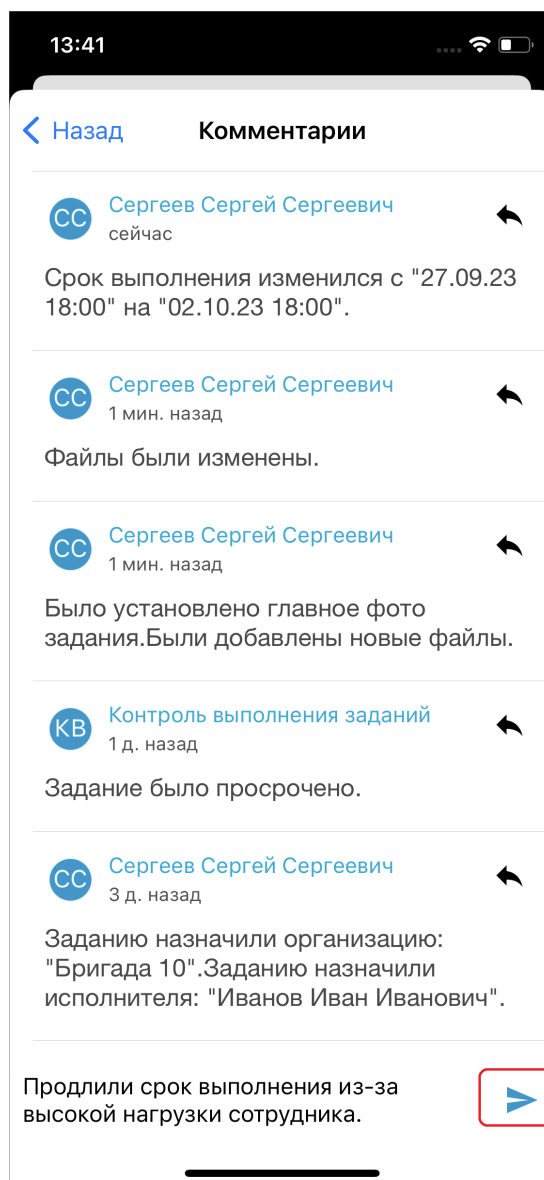 13:41
Назад
Комментарии
СС
Сергеев Сергей Сергеевич
сейчас
Срок выполнения изменился с "27.09.23
18:00" на "02.10.23 18:00".
СС
Сергеев Сергей Сергеевич
1 мин. назад
Файлы были изменены.
СС
Сергеев Сергей Сергеевич
1 мин. назад
Было установлено главное фото
задания.Были добавлены новые файлы.
КВ
Контроль выполнения заданий
1 д. назад
Задание было просрочено.
СС
Сергеев Сергей Сергеевич
3 д. назад
Заданию назначили организацию:
"Бригада 10".Заданию назначили
исполнителя: "Иванов Иван Иванович".
Продлили срок выполнения из-за
высокой нагрузки сотрудника.